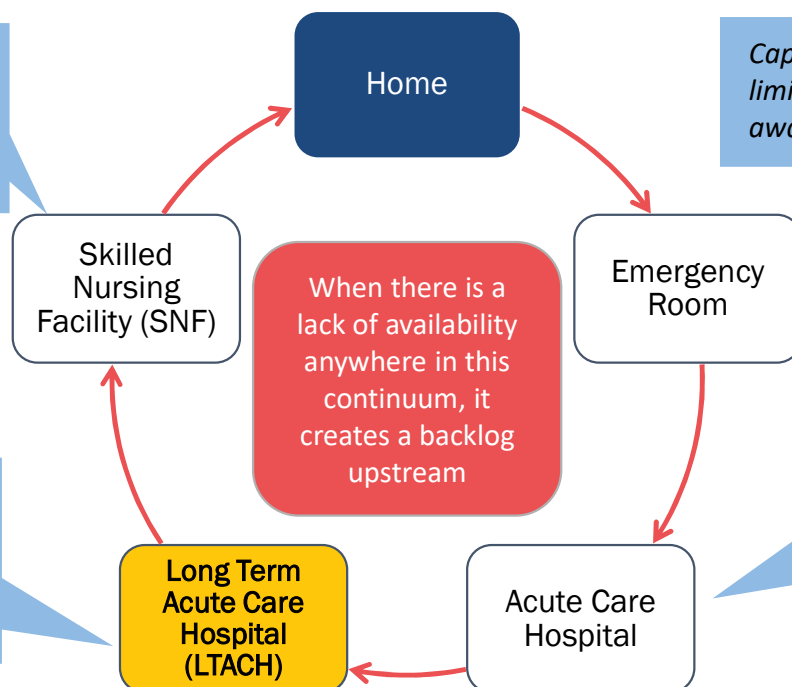 Home
Skilled
Nursing
Facility (SNF)
When there is a
lack of availability
anywhere in this
continuum, it
creates a backlog
upstream
Emergency
Room
Long Term
Acute Care
Hospital
(LTACH)
Acute Care
Hospital